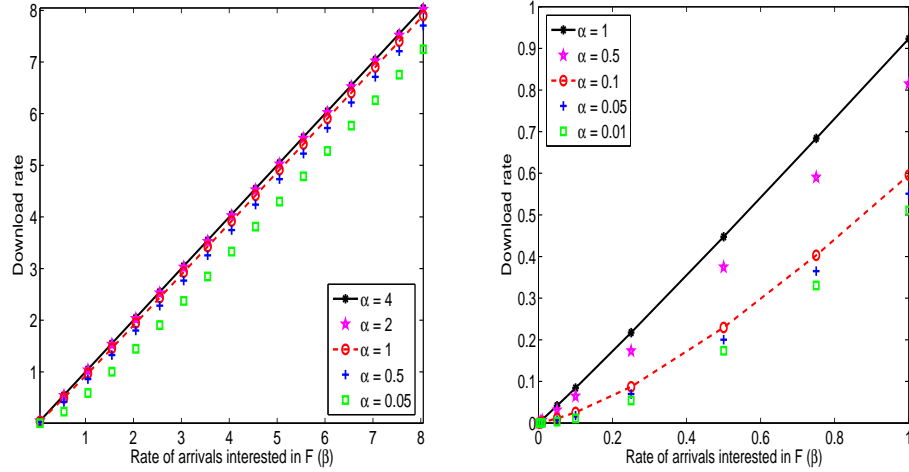 8
7
6
5
4
3
2
1
Download rate
1 2 3 4 5 6 7 8
Rate of arrivals interested in F (β)
α = 4
α = 2
α = 1
α = 0.5
α = 0.05
1
0.9
0.8
0.7
0.6
0.5
0.4
0.3
0.2
0.1
0
Download rate
0 0.2 0.4 0.6 0.8 1
Rate of arrivals interested in F (β)
α = 1
α = 0.5
α = 0.1
α = 0.05
α = 0.01